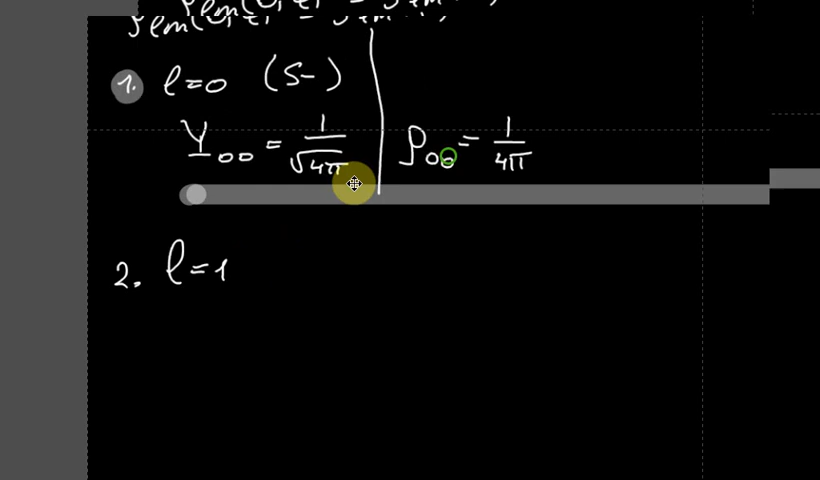 1. l=0 (S-)
Y₀₀ = 1/√4π ρ₀₀ = 1/4π
2. l=1